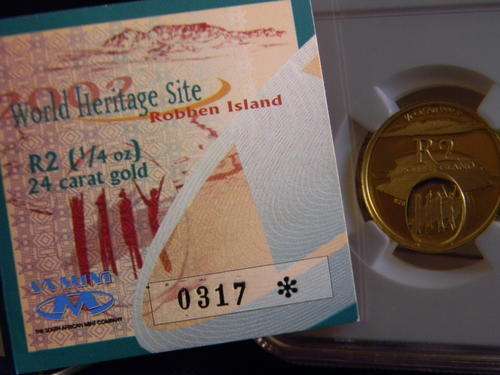 World Heritage Site
Robben Island
R2 (1/4 oz)
24 carat gold
THE SOUTH AFRICAN MINT COMPANY
0317 *
R2